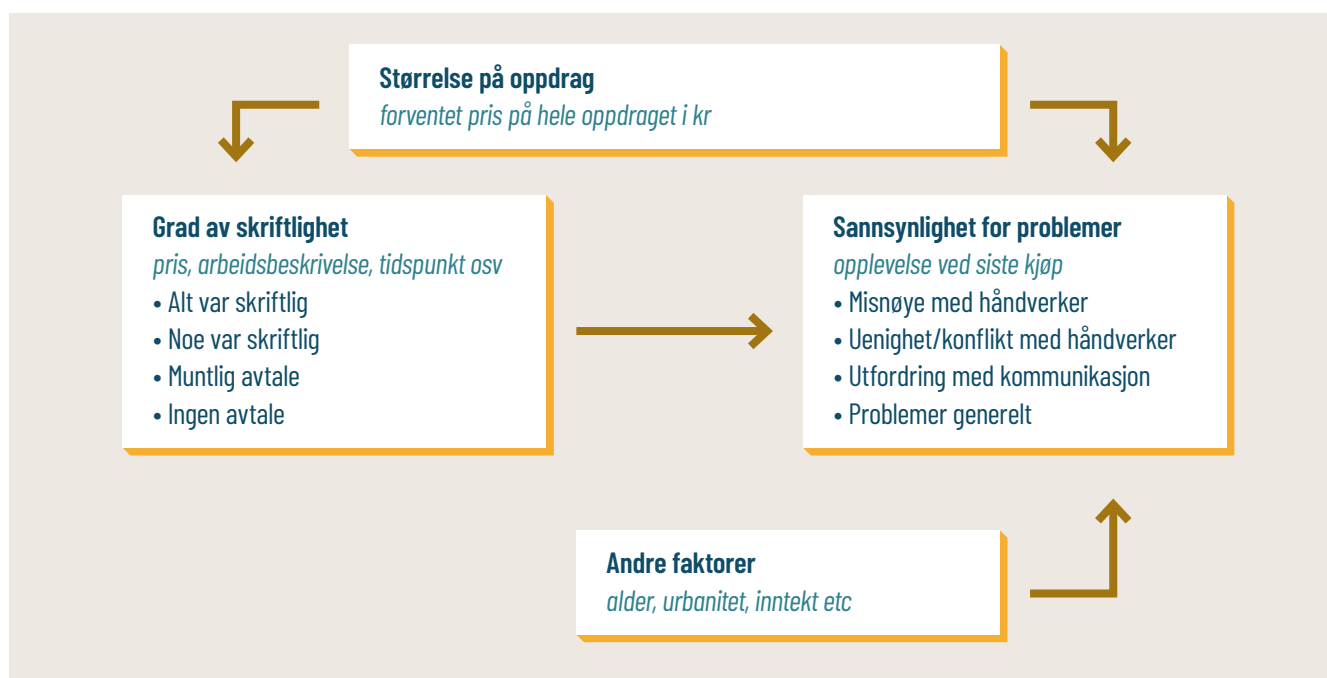 Størrelse på oppdrag
forventet pris på hele oppdraget i kr
Grad av skriftlighet
pris, arbeidsbeskrivelse, tidspunkt osv
• Alt var skriftlig
• Noe var skriftlig
• Muntlig avtale
• Ingen avtale
Sannsynlighet for problemer
opplevelse ved siste kjøp
• Misnøye med håndverker
• Uenighet/konflikt med håndverker
• Utfordring med kommunikasjon
• Problemer generelt
Andre faktorer
alder, urbanitet, inntekt etc